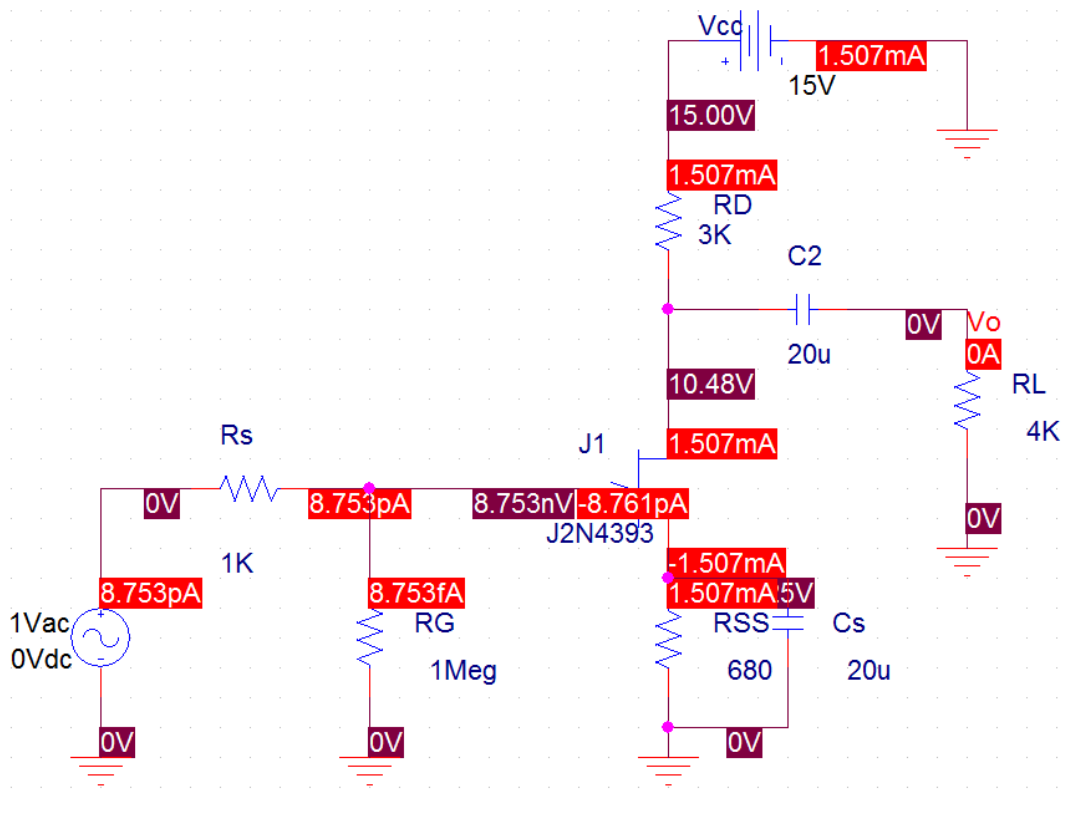 Vcc
1.507mA
15V
15.00V
1.507mA
RD
3K
C2
0V
Vo
20u
0A
10.48V
RL
4K
Rs
J1
1.507mA
0V
8.753pA
8.753nV
-8.761pA
J2N4393
0V
1K
-1.507mA
8.753pA
8.753fA
1.507mA
5V
1Vac
RG
RSS
Cs
0Vdc
1Meg
680
20u
0V
0V
0V